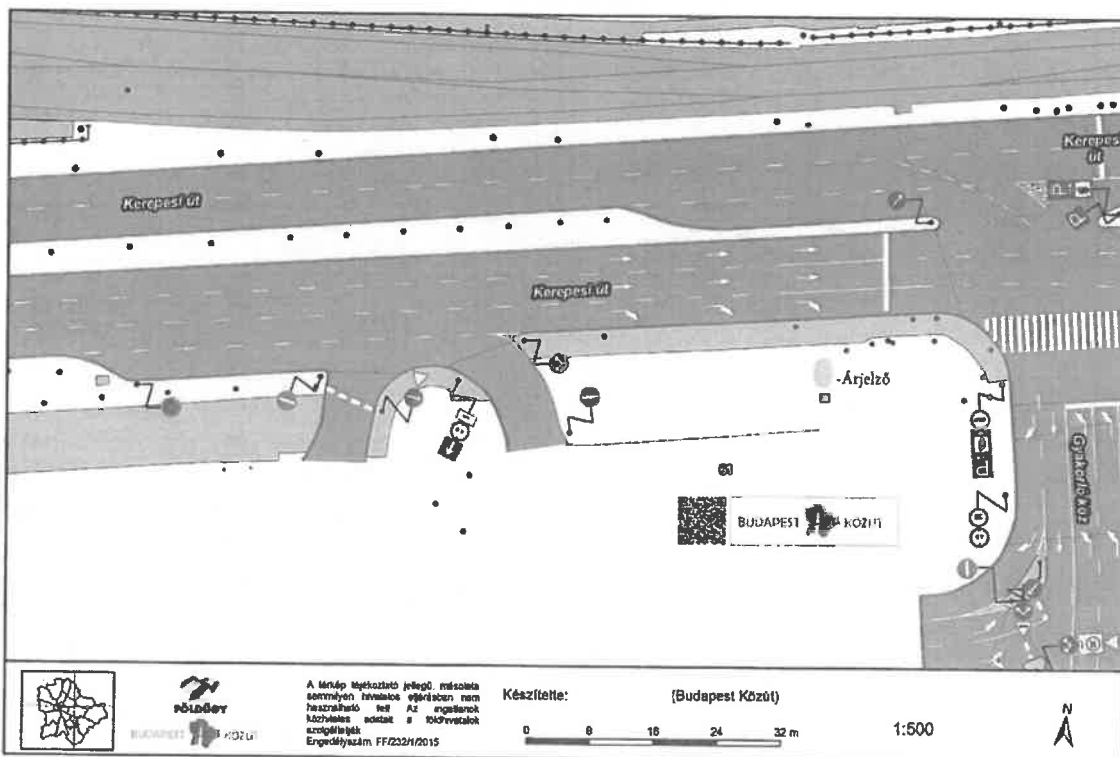 Kerepesi út
Kerepesi út
Kerepesi út
-Árjelző
Gyakorló köz
BUDAPEST KÖZÚT
FÖLDÜGY
BUDAPEST KÖZÚT
A térkép tájékoztató jellegű, másolata
semmilyen hivatalos eljárásban nem
használható fel! Az ingatlanok
közhiteles adatait a földhivatalok
szolgáltatják
Engedélyszám FF/232/1/2015
Készítette: (Budapest Közút)
0 8 16 24 32 m
1:500
N